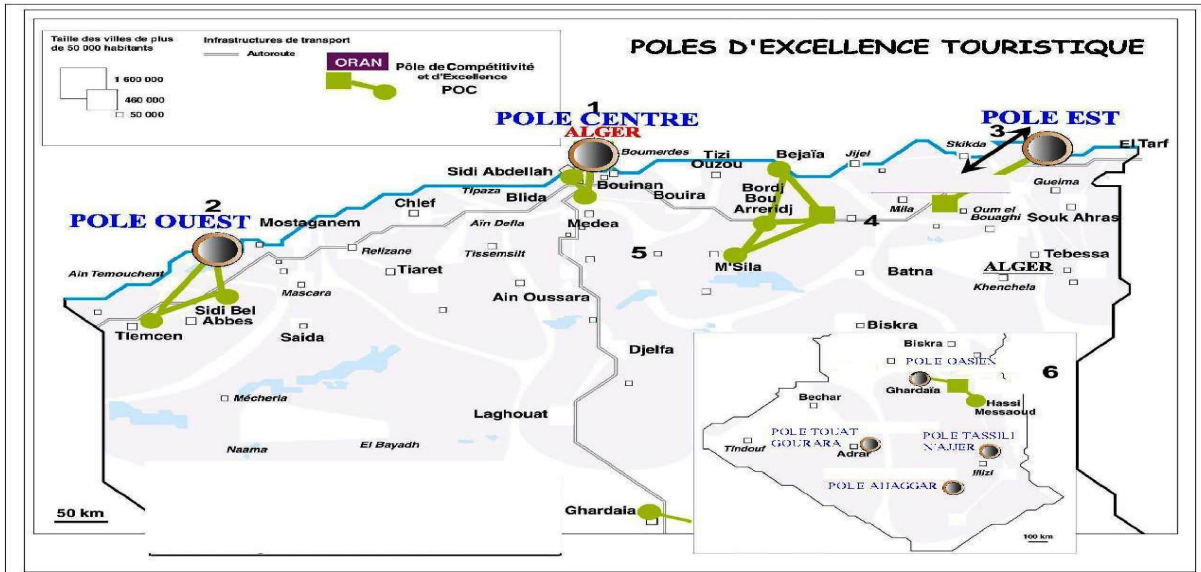 Taille des villes de plus
de 50 000 habitants
1 600 000
460 000
50 000
Infrastructures de transport
Autoroute
ORAN
Pôle de Compétitivité
et d'Excellence
POC
POLES D'EXCELLENCE TOURISTIQUE
1
POLE CENTRE
ALGER
POLE EST
3
Skikda
El Tarf
Boumerdes
Tizi
Ouzou
Bejaïa
Jijel
Sidi Abdellah
Bouinan
Bouira
Bordj
Bou
Arreridj
Gueima
Tipaza
Blida
Mila
Oum el
Bouaghi
Souk Ahras
2
POLE OUEST
Mostaganem
Chlef
Aïn Defla
Medea
4
Relizane
Tissemsilt
5
M'Sila
Tebessa
Ain Temouchent
Tiaret
Batna
ALGER
Khenchela
Mascara
Ain Oussara
Sidi Bel
Abbes
Tlemcen
Saida
Biskra
Djelfa
Mécheria
Laghouat
Naama
El Bayadh
Ghardaia
50 km
Biskra
POLE OASIEN
6
Ghardaïa
Bechar
Hassi
Messaoud
POLE TOUAT
GOURARA
POLE TASSILI
N'AJJER
Tindouf
Adrar
Illizi
POLE AHAGGAR
100 km